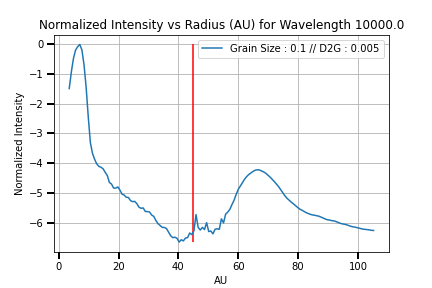 Normalized Intensity vs Radius (AU) for Wavelength 10000.0
Grain Size : 0.1 // D2G : 0.005
Normalized Intensity
0
−1
−2
−3
−4
−5
−6
0 20 40 60 80 100
AU